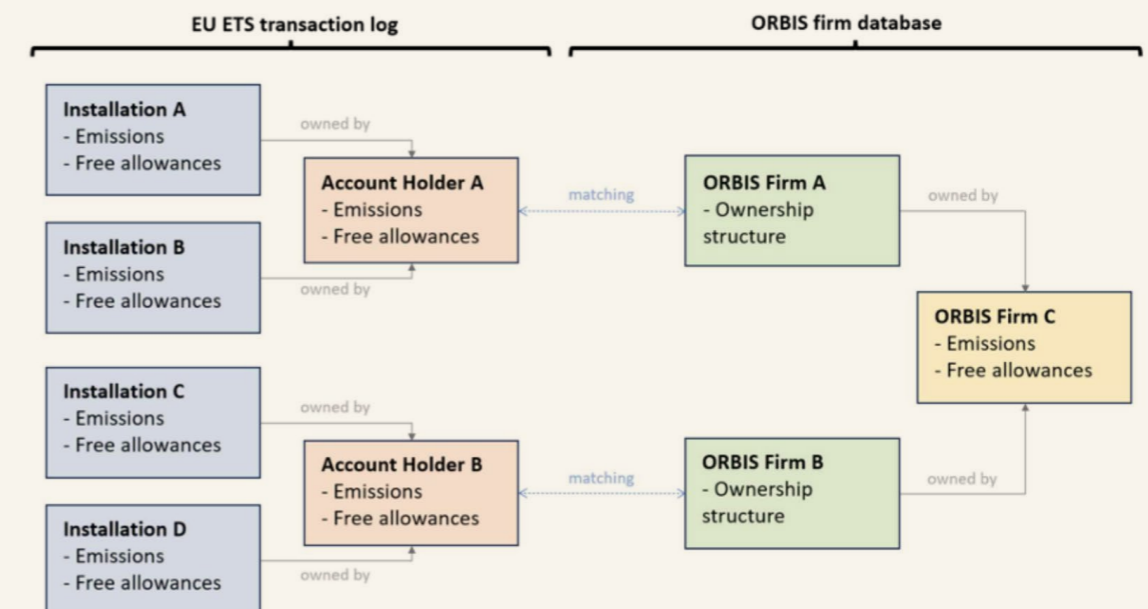 EU ETS transaction log
ORBIS firm database
Installation A
- Emissions
- Free allowances
owned by
Account Holder A
- Emissions
- Free allowances
matching
ORBIS Firm A
- Ownership
structure
owned by
Installation B
- Emissions
- Free allowances
owned by
ORBIS Firm C
- Emissions
- Free allowances
Installation C
- Emissions
- Free allowances
owned by
Account Holder B
- Emissions
- Free allowances
matching
ORBIS Firm B
- Ownership
structure
owned by
Installation D
- Emissions
- Free allowances
owned by